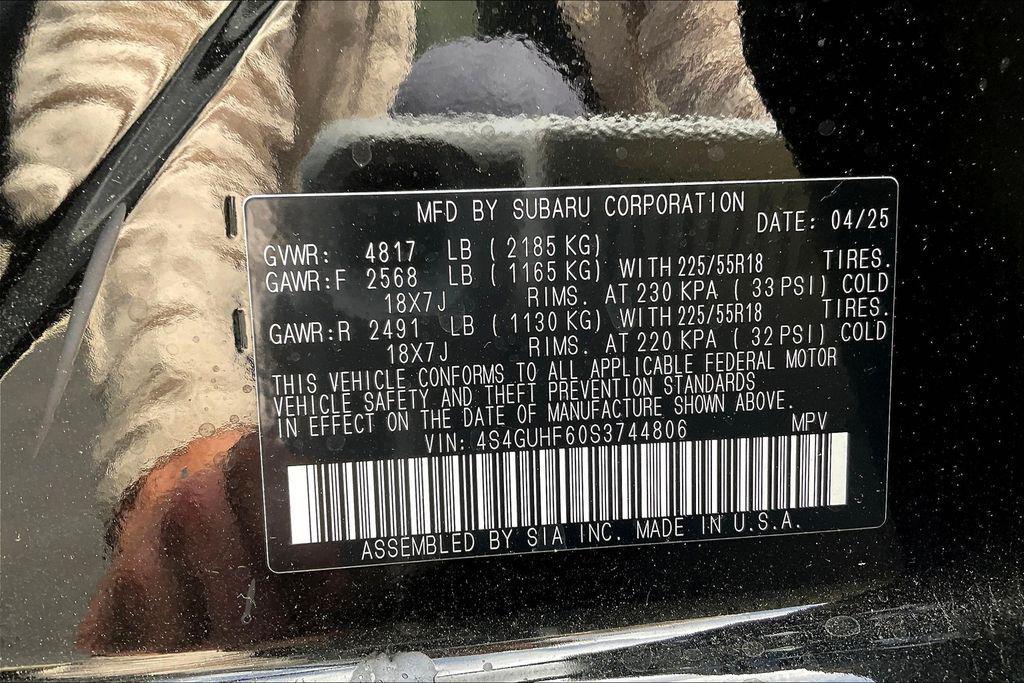 MFD BY SUBARU CORPORATION
DATE: 04/25
GVWR: 4817 LB ( 2185 KG)
GAWR:F 2568 LB ( 1165 KG) WITH 225/55R18 TIRES.
18X7J RIMS. AT 230 KPA ( 33 PSI) COLD
GAWR:R 2491 LB ( 1130 KG) WITH 225/55R18 TIRES.
18X7J RIMS. AT 220 KPA ( 32 PSI) COLD
THIS VEHICLE CONFORMS TO ALL APPLICABLE FEDERAL MOTOR
VEHICLE SAFETY AND THEFT PREVENTION STANDARDS
IN EFFECT ON THE DATE OF MANUFACTURE SHOWN ABOVE.
VIN: 4S4GUHF60S3744806 MPV
ASSEMBLED BY SIA INC. MADE IN U.S.A.